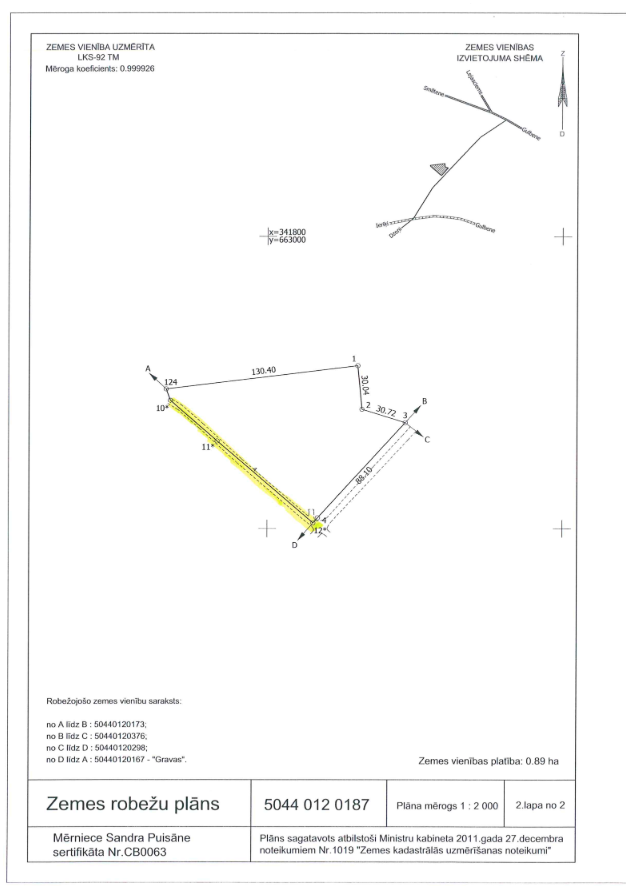 ZEMES VIENĪBA UZMĒRĪTA
LKS-92 TM
Mēroga koeficients: 0.999926
ZEMES VIENĪBAS
IZVIETOJUMA SHĒMA
Z
D
Lejasciems
Smiltene
Gulbene
Gulbene
x=341800
y=663000
A
124
130.40
1
30.04
2
30.72
3
B
C
10*
11*
88.10
4
12*
D
Robežojošo zemes vienību saraksts:
no A līdz B : 50440120173;
no B līdz C : 50440120376;
no C līdz D : 50440120298;
no D līdz A : 50440120167 - "Gravas".
Zemes vienības platība: 0.89 ha
Zemes robežu plāns
5044 012 0187
Plāna mērogs 1 : 2 000
2.lapa no 2
Mērniece Sandra Puisāne
sertifikāta Nr.CB0063
Plāns sagatavots atbilstoši Ministru kabineta 2011.gada 27.decembra
noteikumiem Nr.1019 "Zemes kadastrālās uzmērīšanas noteikumi"